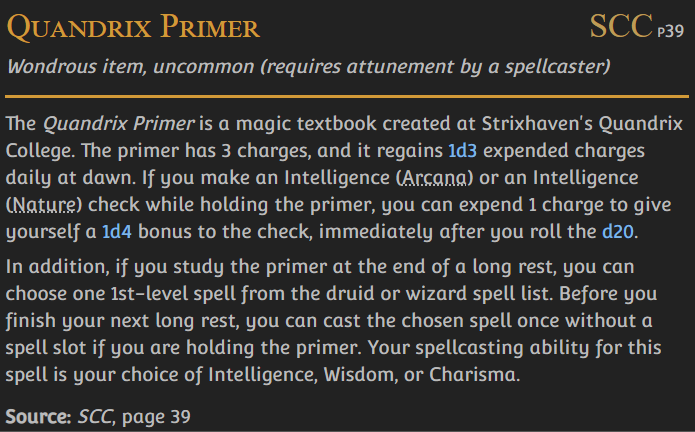 Quandrix Primer SCC P39
Wondrous item, uncommon (requires attunement by a spellcaster)
The Quandrix Primer is a magic textbook created at Strixhaven's Quandrix
College. The primer has 3 charges, and it regains 1d3 expended charges
daily at dawn. If you make an Intelligence (Arcana) or an Intelligence
(Nature) check while holding the primer, you can expend 1 charge to give
yourself a 1d4 bonus to the check, immediately after you roll the d20.
In addition, if you study the primer at the end of a long rest, you can
choose one 1st-level spell from the druid or wizard spell list. Before you
finish your next long rest, you can cast the chosen spell once without a
spell slot if you are holding the primer. Your spellcasting ability for this
spell is your choice of Intelligence, Wisdom, or Charisma.
Source: SCC, page 39